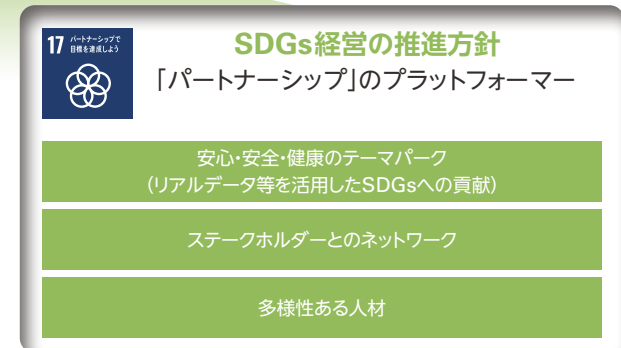 17 パートナーシップで
目標を達成しよう
SDGs経営の推進方針
「パートナーシップ」のプラットフォーマー
安心・安全・健康のテーマパーク
(リアルデータ等を活用したSDGsへの貢献)
ステークホルダーとのネットワーク
多様性ある人材